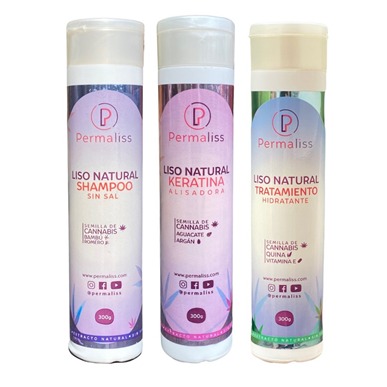 Permaliss
LISO NATURAL
SHAMPOO
SIN SAL
SEMILLA DE
CANNABIS
BAMBÚ
ROMERO
www.permaliss.com
@permaliss
300g
Permaliss
LISO NATURAL
KERATINA
ALISADORA
SEMILLA DE
CANNABIS
AGUACATE
ARGÁN
www.permaliss.com
@permaliss
300g
Permaliss
LISO NATURAL
TRATAMIENTO
HIDRATANTE
SEMILLA DE
CANNABIS
QUINA
VITAMINA E
www.permaliss.com
@permaliss
300g